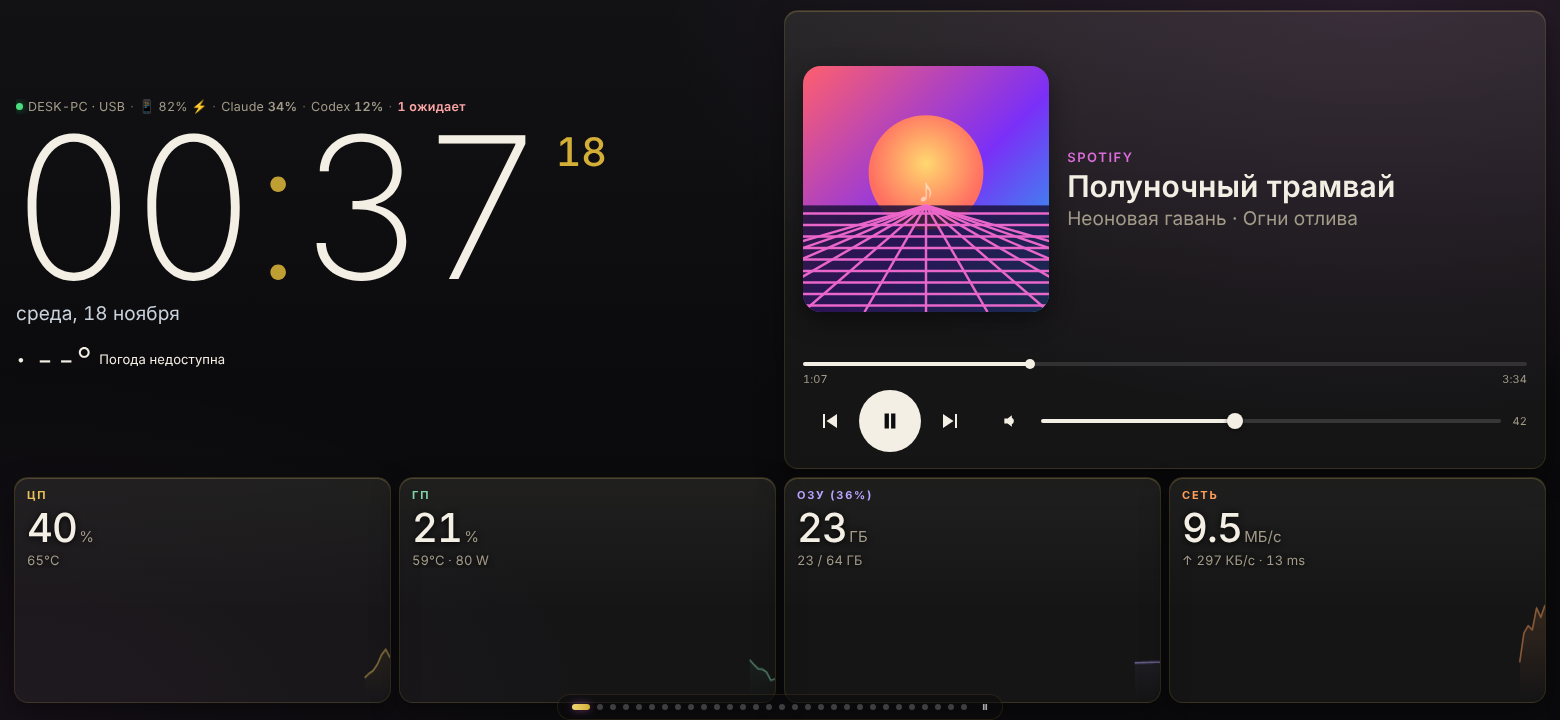 DESK-PC · USB · 📱 82% ⚡ · Claude 34% · Codex 12% · 1 ожидает
00:37 18
среда, 18 ноября
• – –° Погода недоступна
SPOTIFY
Полуночный трамвай
Неоновая гавань · Огни отлива
1:07 3:34
42
ЦП
40 %
65°C
ГП
21 %
59°C · 80 W
ОЗУ (36%)
23 ГБ
23 / 64 ГБ
СЕТЬ
9.5 МБ/с
↑ 297 КБ/с · 13 ms